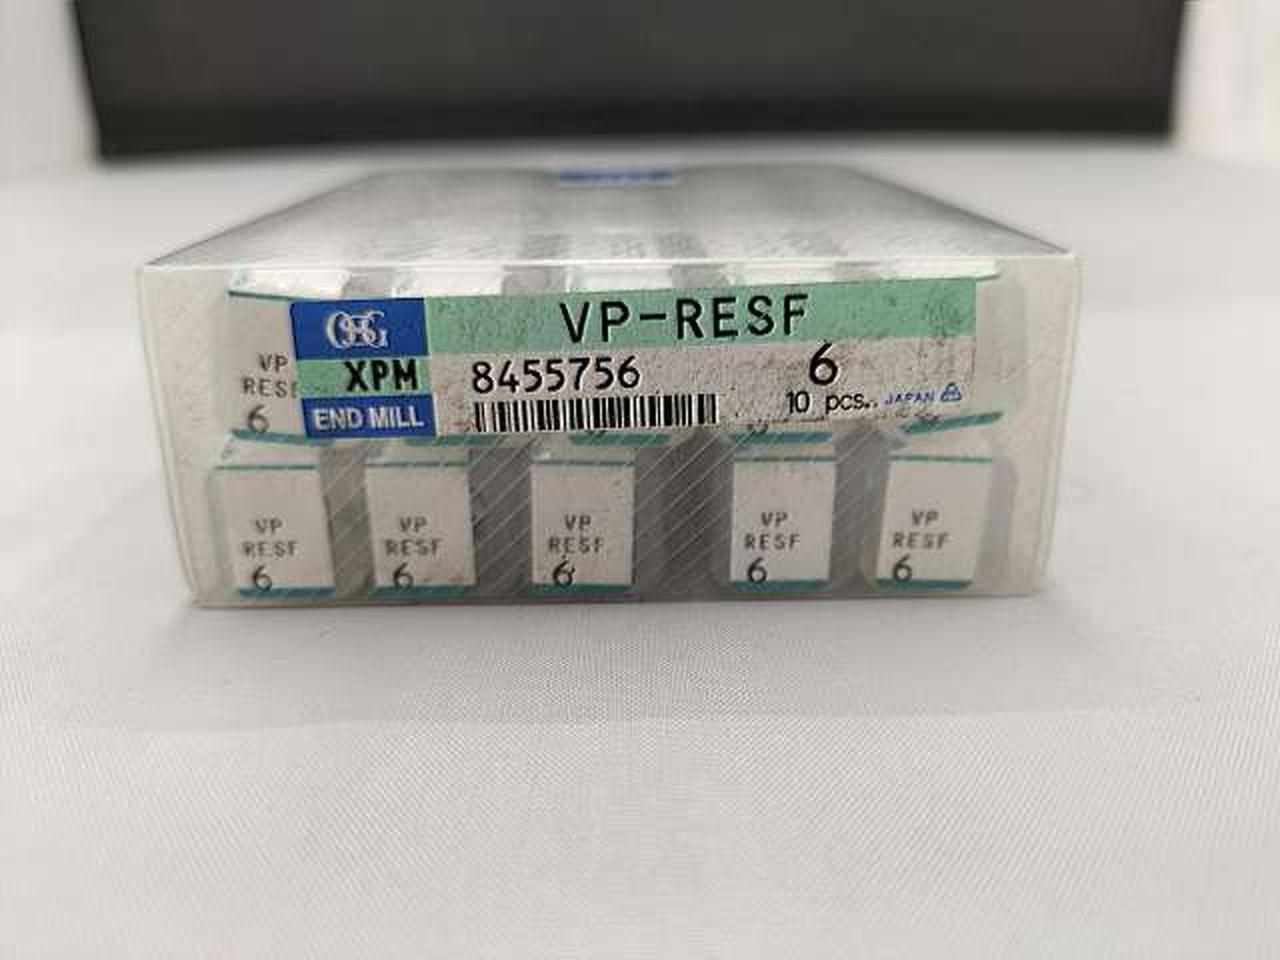 OSG
VP-RESF
XPM
8455756
6
END MILL
10 pcs..
JAPAN
VP
RESF
6
VP
RESF
6
VP
RESF
6
VP
RESF
6
VP
RESF
6
VP
RESF
6